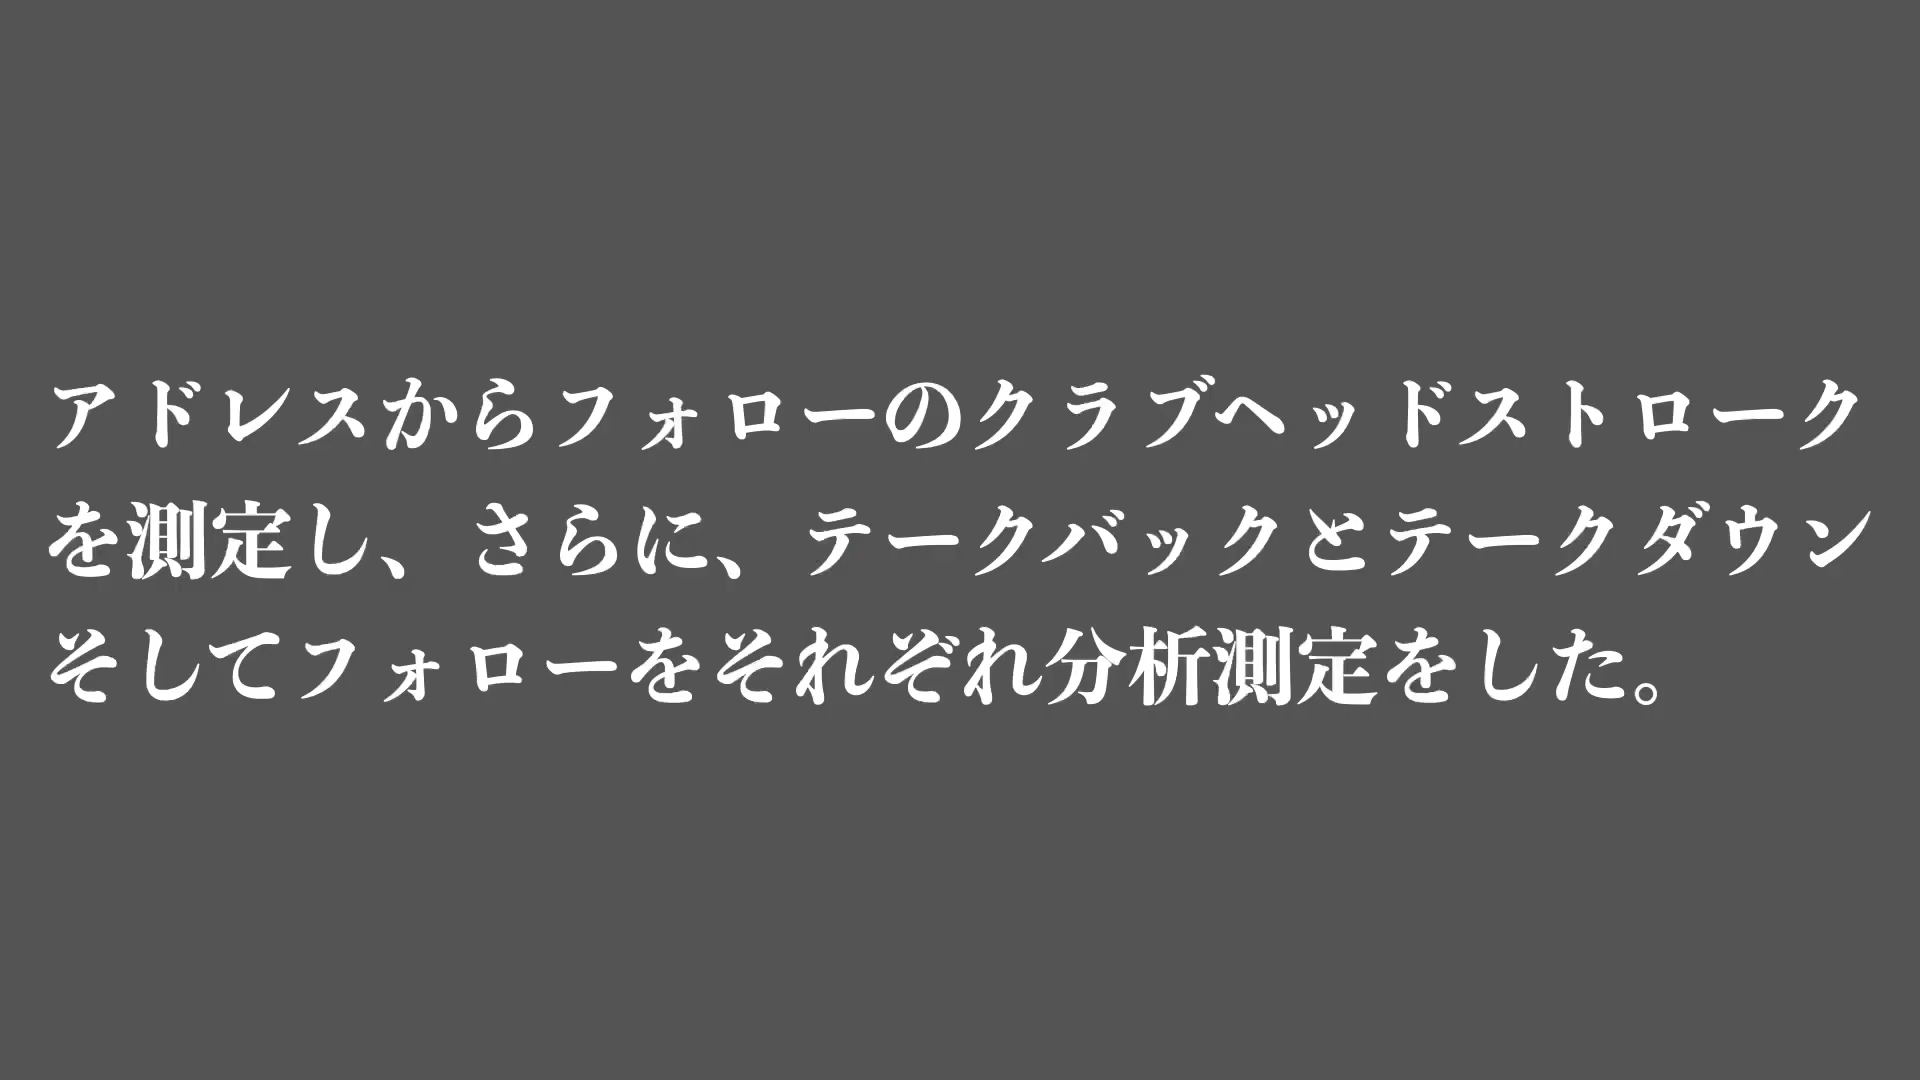 アドレスからフォローのクラブヘッドストローク
を測定し、さらに、テークバックとテークダウン
そしてフォローをそれぞれ分析測定をした。